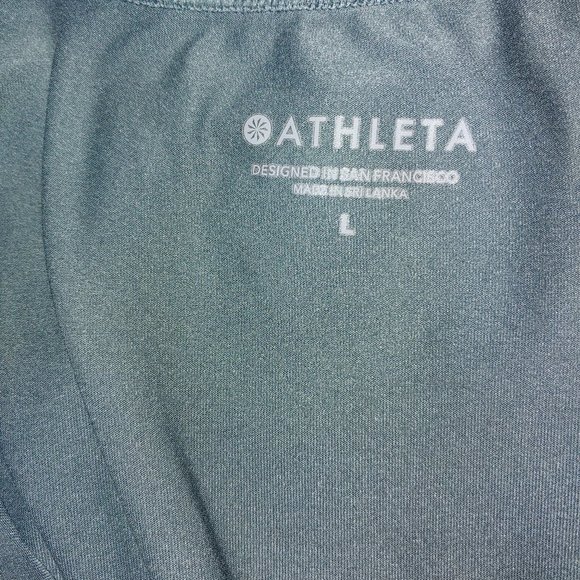 ATHLETA
DESIGNED IN SAN FRANCISCO
MADE IN SRI LANKA
L